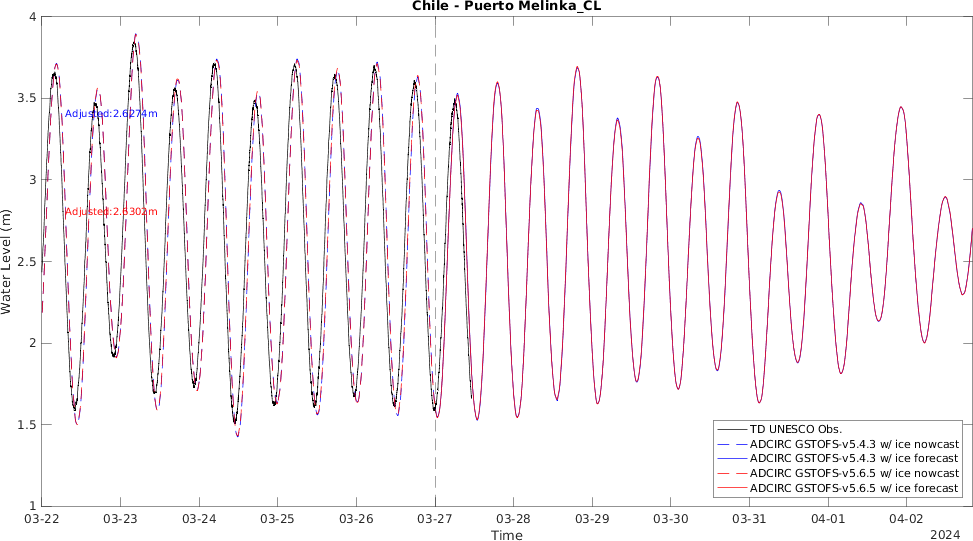 Chile - Puerto Melinka_CL
4
3.5
3
2.5
2
1.5
1
Water Level (m)
Adjusted:2.6274m
Adjusted:2.5302m
TD UNESCO Obs.
ADCIRC GSTOFS-v5.4.3 w/ ice nowcast
ADCIRC GSTOFS-v5.4.3 w/ ice forecast
ADCIRC GSTOFS-v5.6.5 w/ ice nowcast
ADCIRC GSTOFS-v5.6.5 w/ ice forecast
03-22 03-23 03-24 03-25 03-26 03-27 03-28 03-29 03-30 03-31 04-01 04-02
Time
2024